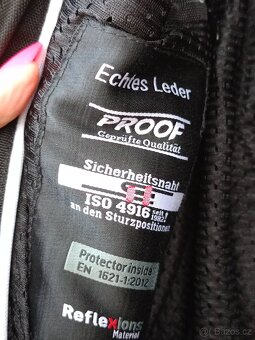 Echtes Leder
PROOF
Geprüfte Qualität
Sicherheitsnaht
ISO 4916
an den Sturzpositionen
Protector inside
EN 1621-1:2012
Reflexions
Material